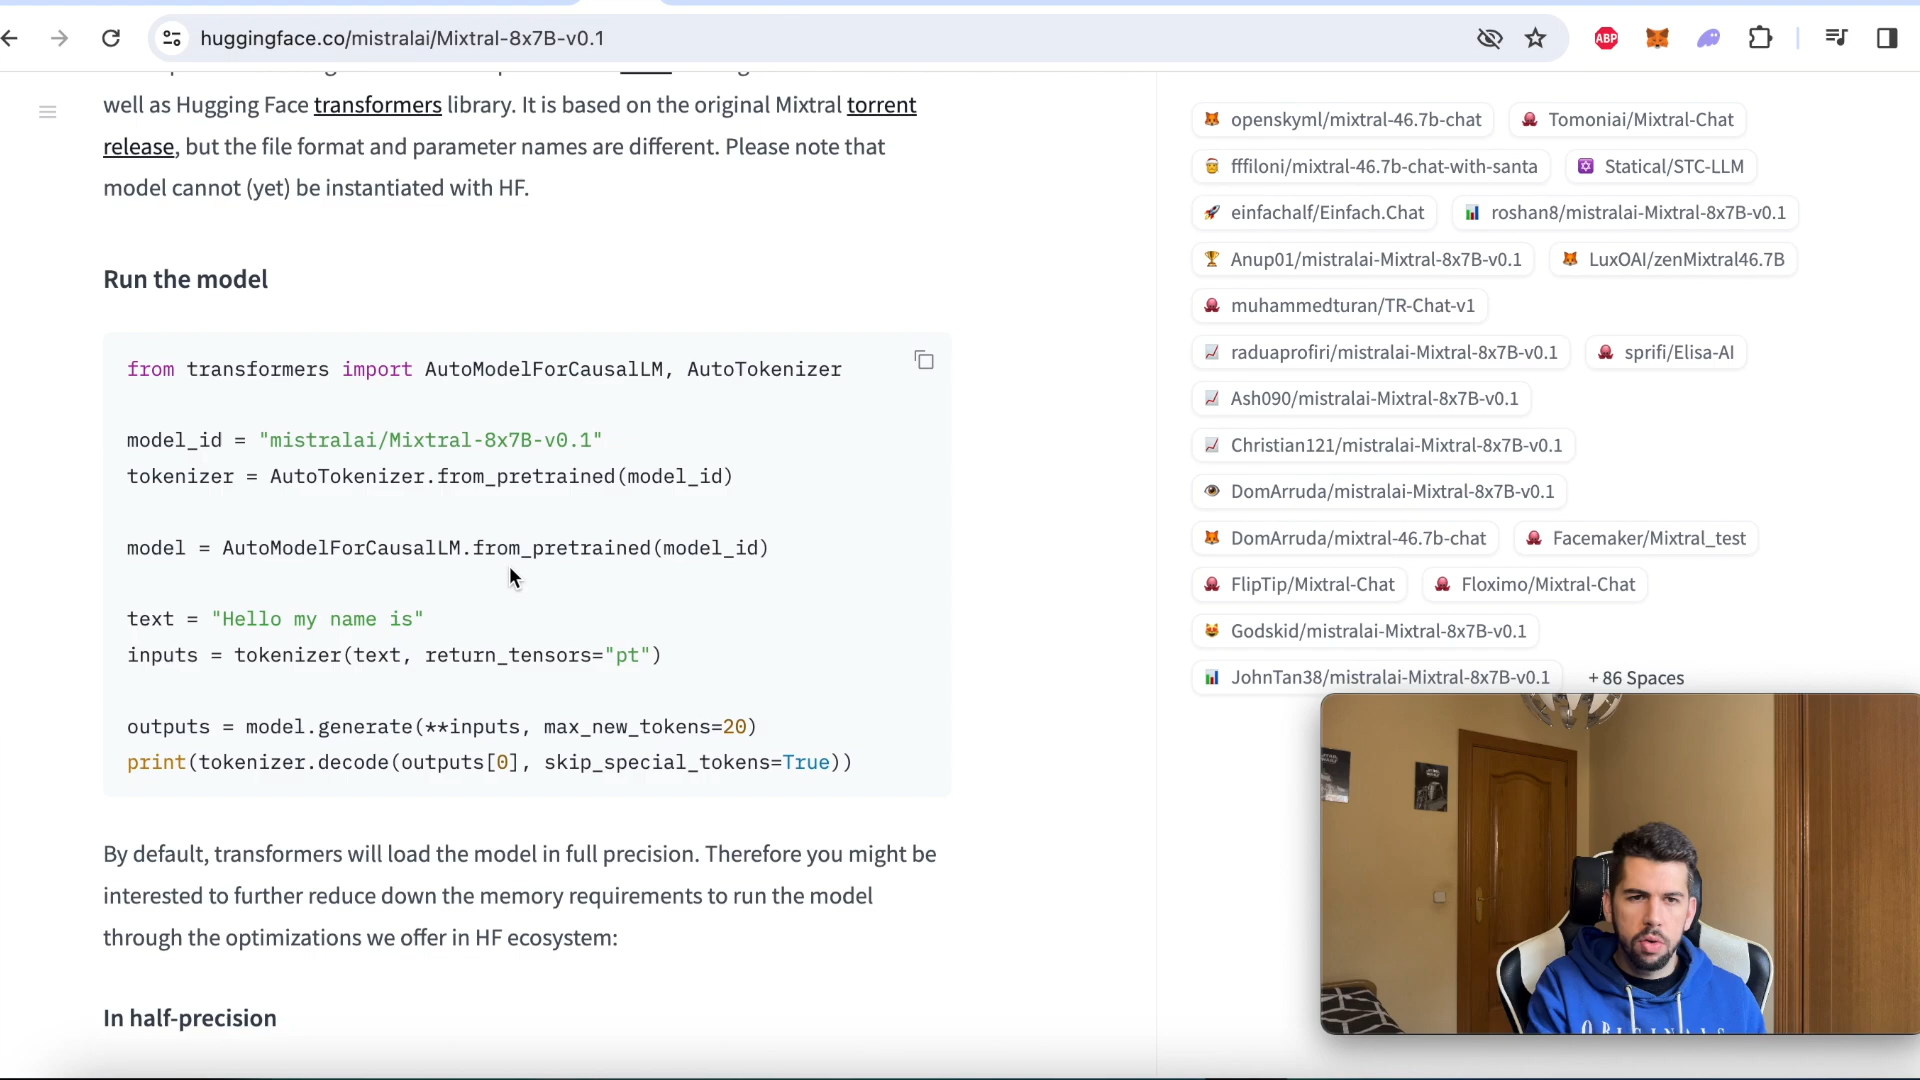 huggingface.co/mistralai/Mixtral-8x7B-v0.1
ABP
well as Hugging Face transformers library. It is based on the original Mixtral torrent
release, but the file format and parameter names are different. Please note that
model cannot (yet) be instantiated with HF.
Run the model
from transformers import AutoModelForCausalLM, AutoTokenizer
model_id = "mistralai/Mixtral-8x7B-v0.1"
tokenizer = AutoTokenizer.from_pretrained(model_id)
model = AutoModelForCausalLM.from_pretrained(model_id)
text = "Hello my name is"
inputs = tokenizer(text, return_tensors="pt")
outputs = model.generate(**inputs, max_new_tokens=20)
print(tokenizer.decode(outputs[0], skip_special_tokens=True))
By default, transformers will load the model in full precision. Therefore you might be
interested to further reduce down the memory requirements to run the model
through the optimizations we offer in HF ecosystem:
In half-precision
openskyml/mixtral-46.7b-chat Tomoniai/Mixtral-Chat
fffiloni/mixtral-46.7b-chat-with-santa Statical/STC-LLM
einfachalf/Einfach.Chat roshan8/mistralai-Mixtral-8x7B-v0.1
Anup01/mistralai-Mixtral-8x7B-v0.1 LuxOAI/zenMixtral46.7B
muhammedturan/TR-Chat-v1
raduaprofiri/mistralai-Mixtral-8x7B-v0.1 sprifi/Elisa-AI
Ash090/mistralai-Mixtral-8x7B-v0.1
Christian121/mistralai-Mixtral-8x7B-v0.1
DomArruda/mistralai-Mixtral-8x7B-v0.1
DomArruda/mixtral-46.7b-chat Facemaker/Mixtral_test
FlipTip/Mixtral-Chat Floximo/Mixtral-Chat
Godskid/mistralai-Mixtral-8x7B-v0.1
JohnTan38/mistralai-Mixtral-8x7B-v0.1 + 86 Spaces
ORIGINALS